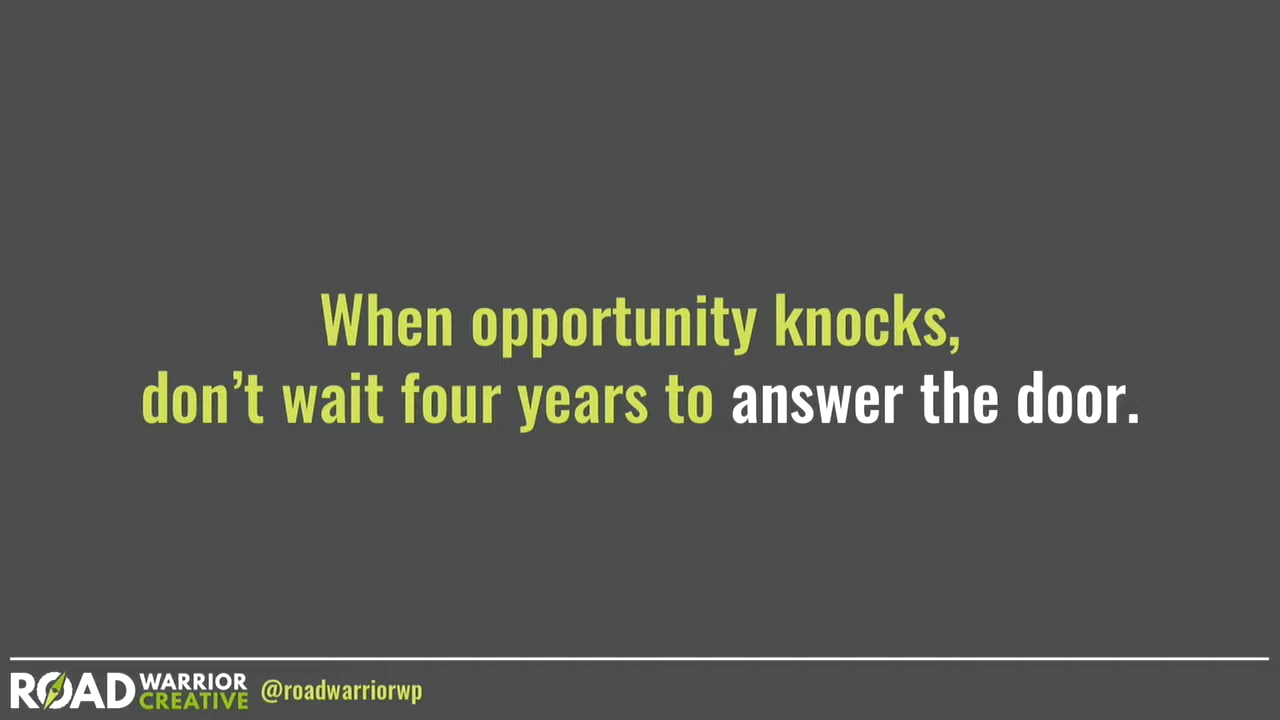 When opportunity knocks,
don’t wait four years to answer the door.
ROAD WARRIOR CREATIVE @roadwarriorwp